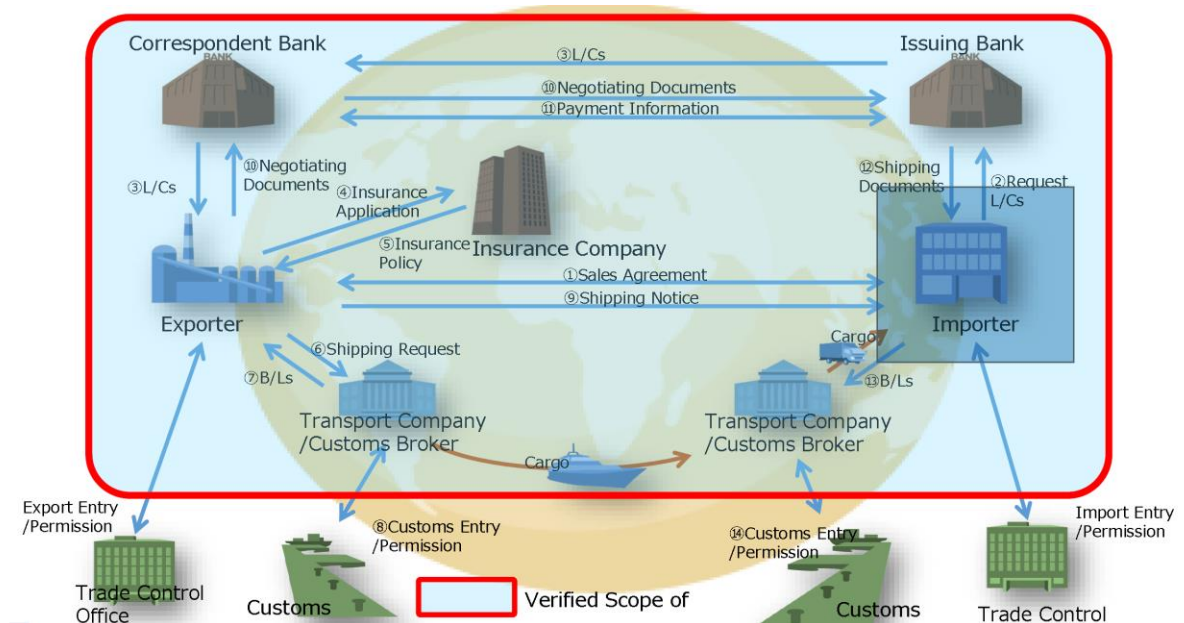 Correspondent Bank
Issuing Bank
BANK
BANK
③L/Cs
⑩Negotiating Documents
⑪Payment Information
③L/Cs
⑩Negotiating
Documents
④Insurance
Application
⑤Insurance
Policy
Insurance Company
⑫Shipping
Documents
②Request
L/Cs
①Sales Agreement
⑨Shipping Notice
Exporter
Importer
⑥Shipping Request
⑦B/Ls
Cargo
⑬B/Ls
Transport Company
/Customs Broker
Transport Company
/Customs Broker
Cargo
Export Entry
/Permission
⑧Customs Entry
/Permission
⑭Customs Entry
/Permission
Import Entry
/Permission
Trade Control
Office
Customs
Verified Scope of
Customs
Trade Control